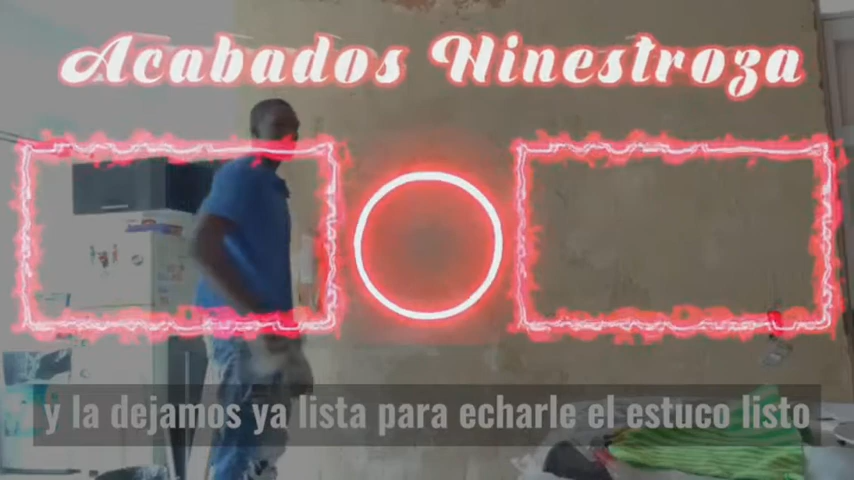 Acabados Hinestroza
y la dejamos ya lista para echarle el estuco listo